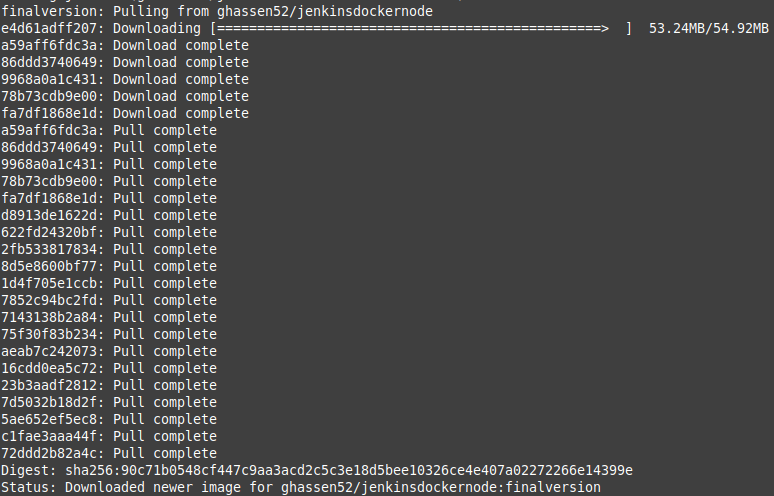 finalversion: Pulling from ghassen52/jenkinsdockernode
e4d61adff207: Downloading [================================================>  ]  53.24MB/54.92MB
a59aff6fdc3a: Download complete
86ddd3740649: Download complete
9968a0a1c431: Download complete
78b73cdb9e00: Download complete
fa7df1868e1d: Download complete
a59aff6fdc3a: Pull complete
86ddd3740649: Pull complete
9968a0a1c431: Pull complete
78b73cdb9e00: Pull complete
fa7df1868e1d: Pull complete
d8913de1622d: Pull complete
622fd24320bf: Pull complete
2fb533817834: Pull complete
8d5e8600bf77: Pull complete
1d4f705e1ccb: Pull complete
7852c94bc2fd: Pull complete
7143138b2a84: Pull complete
75f30f83b234: Pull complete
aeab7c242073: Pull complete
16cdd0ea5c72: Pull complete
23b3aadf2812: Pull complete
7d5032b18d2f: Pull complete
5ae652ef5ec8: Pull complete
c1fae3aaa44f: Pull complete
72ddd2b82a4c: Pull complete
Digest: sha256:90c71b0548cf447c9aa3acd2c5c3e18d5bee10326ce4e407a02272266e14399e
Status: Downloaded newer image for ghassen52/jenkinsdockernode:finalversion